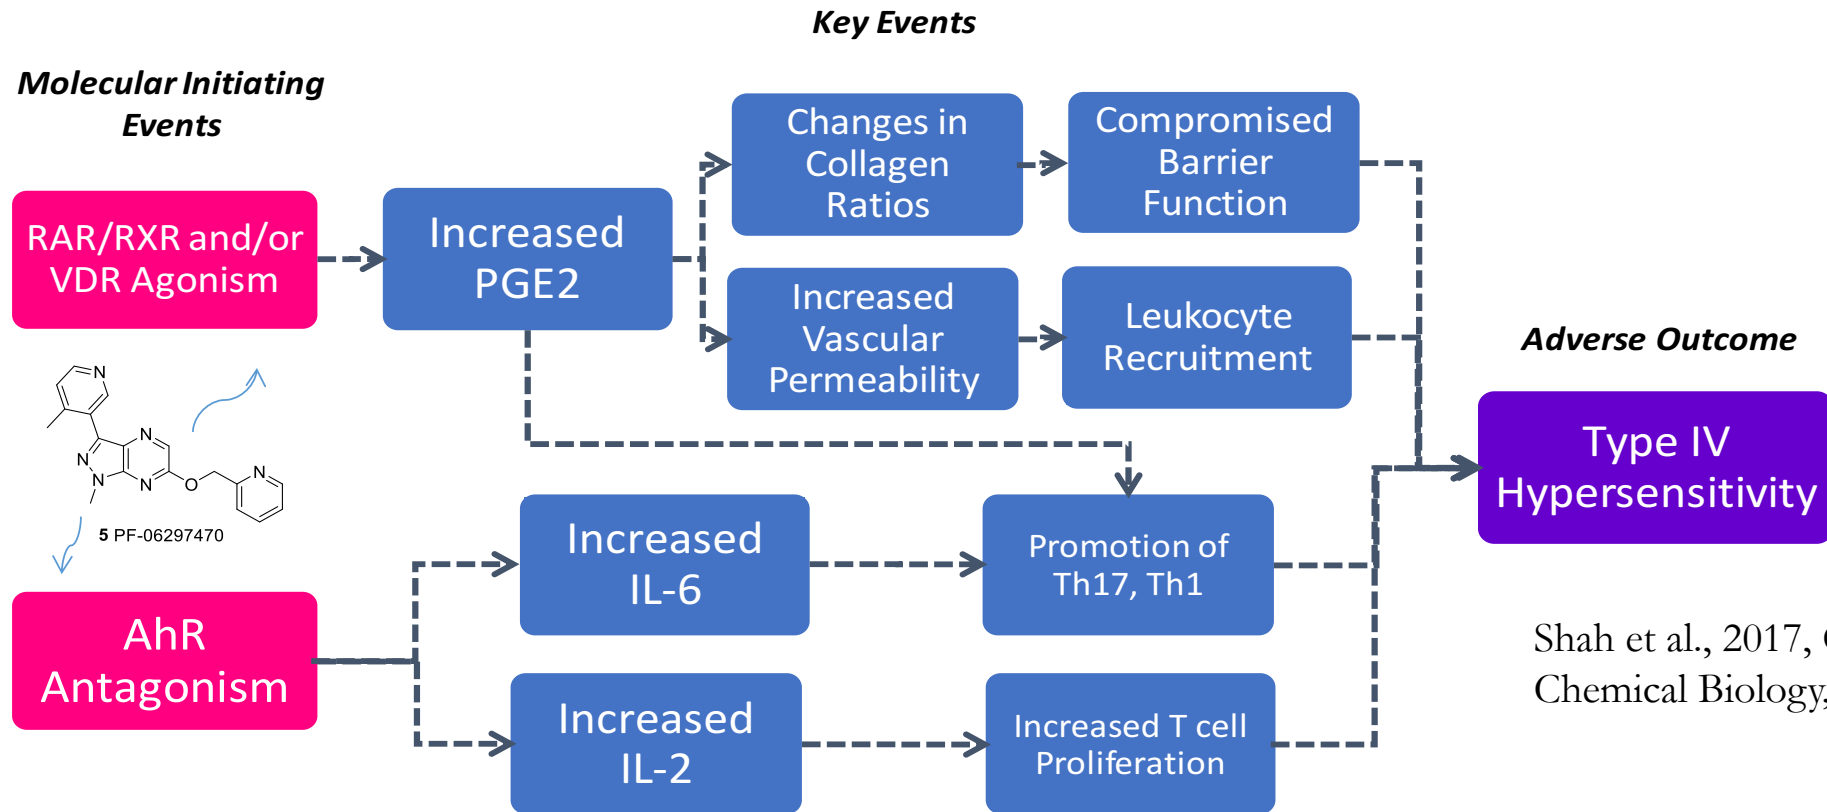 Key Events
Molecular Initiating
Events
Changes in
Collagen
Ratios
Compromised
Barrier
Function
RAR/RXR and/or
VDR Agonism
Increased
PGE2
Increased
Vascular
Permeability
Leukocyte
Recruitment
Adverse Outcome
Type IV
Hypersensitivity
N
N
N
N
N
O
N
5 PF-06297470
Increased
IL-6
Promotion of
Th17, Th1
AhR
Antagonism
Increased
IL-2
Increased T cell
Proliferation
Shah et al., 2017,
Chemical Biology,